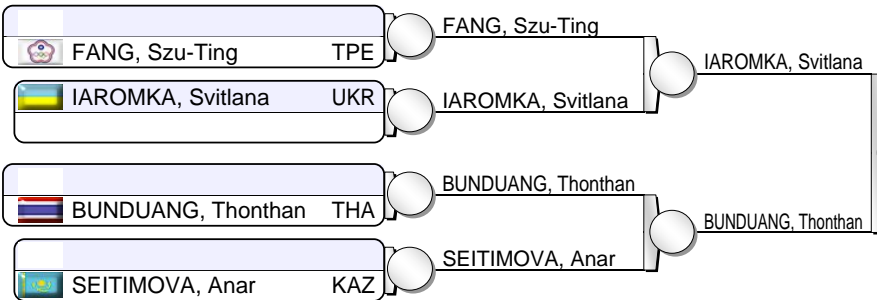 FANG, Szu-Ting TPE
IAROMKA, Svitlana UKR
BUNDUANG, Thonthan THA
SEITIMOVA, Anar KAZ
FANG, Szu-Ting
IAROMKA, Svitlana
BUNDUANG, Thonthan
SEITIMOVA, Anar
IAROMKA, Svitlana
BUNDUANG, Thonthan